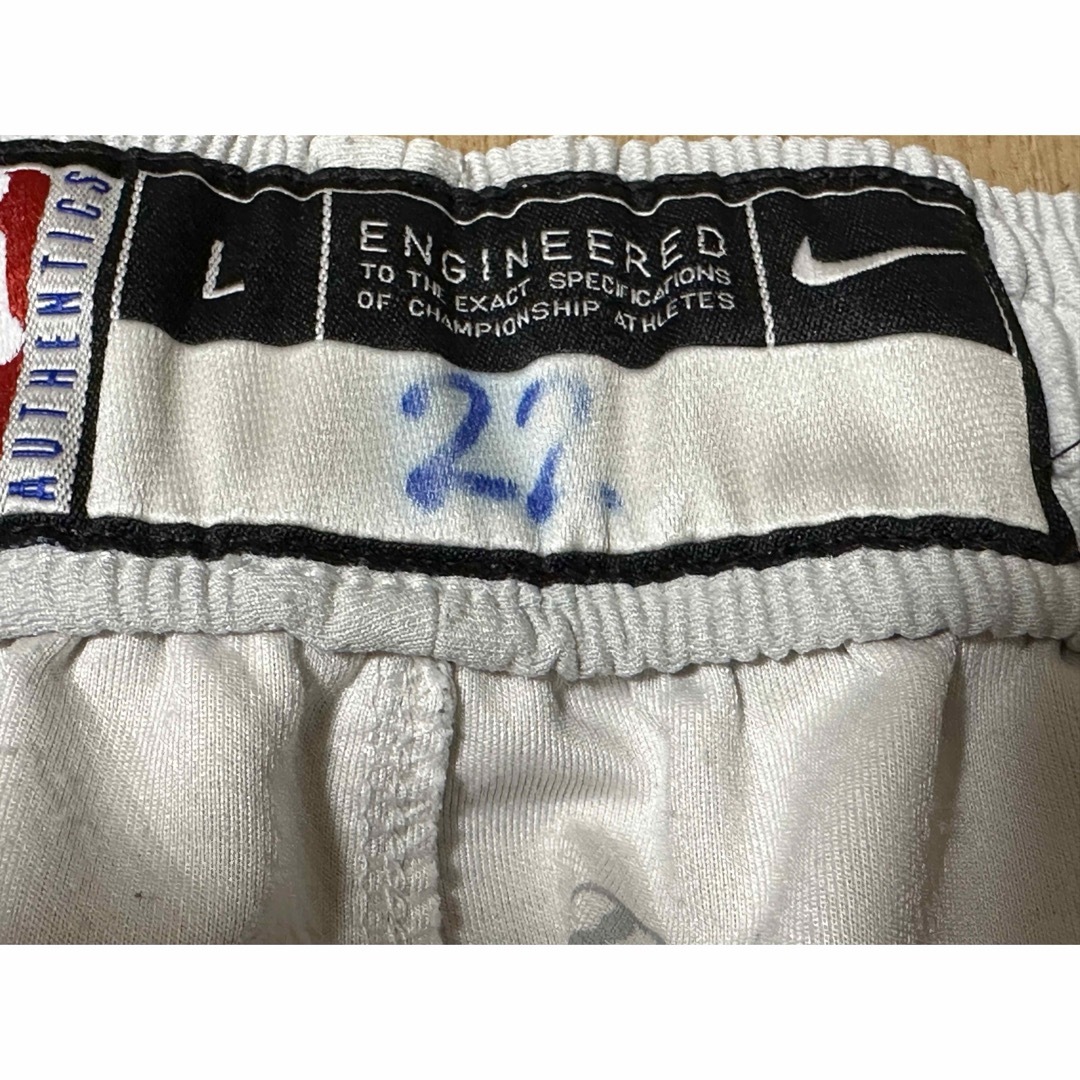 AUTHENTICS
L
ENGINEERED
TO THE EXACT SPECIFICATIONS
OF CHAMPIONSHIP ATHLETES
22.